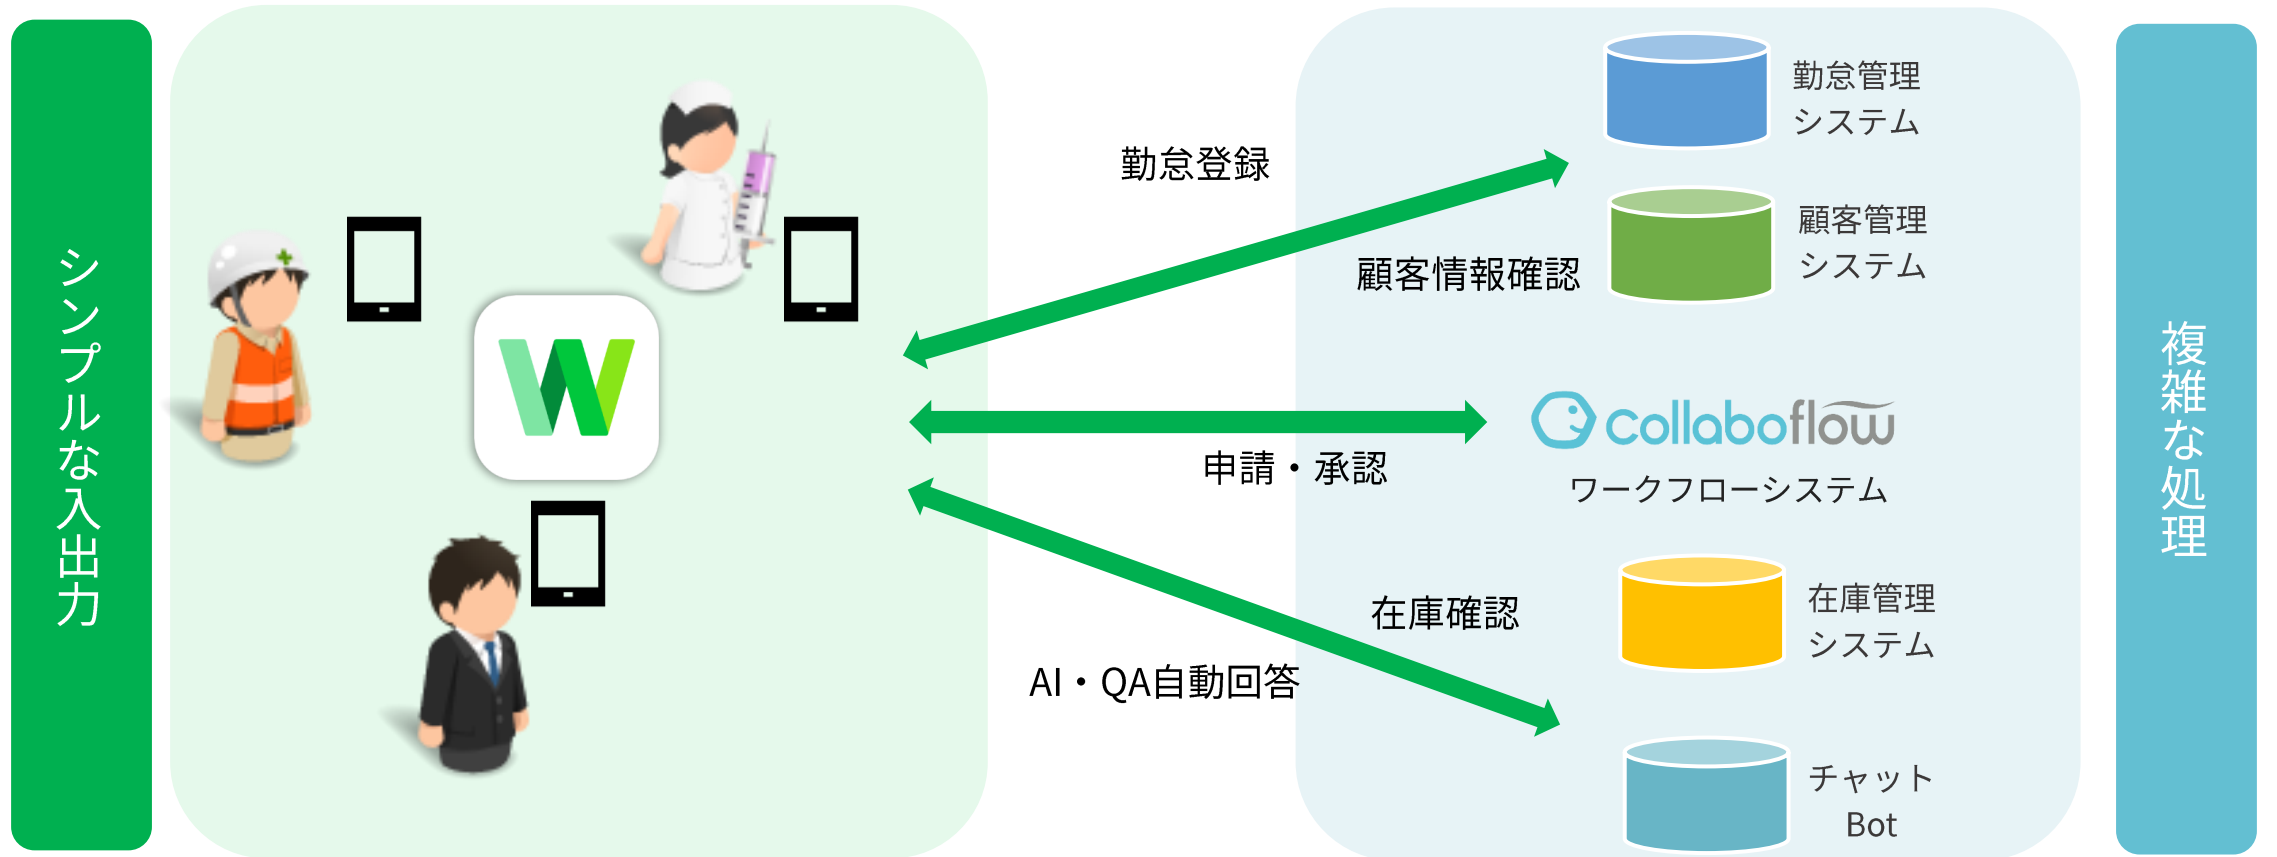 シンプルな入出力
W
勤怠登録
顧客情報確認
申請・承認
在庫確認
AI・QA自動回答
勤怠管理
システム
顧客管理
システム
collaboflow
ワークフローシステム
在庫管理
システム
チャット
Bot
複雑な処理